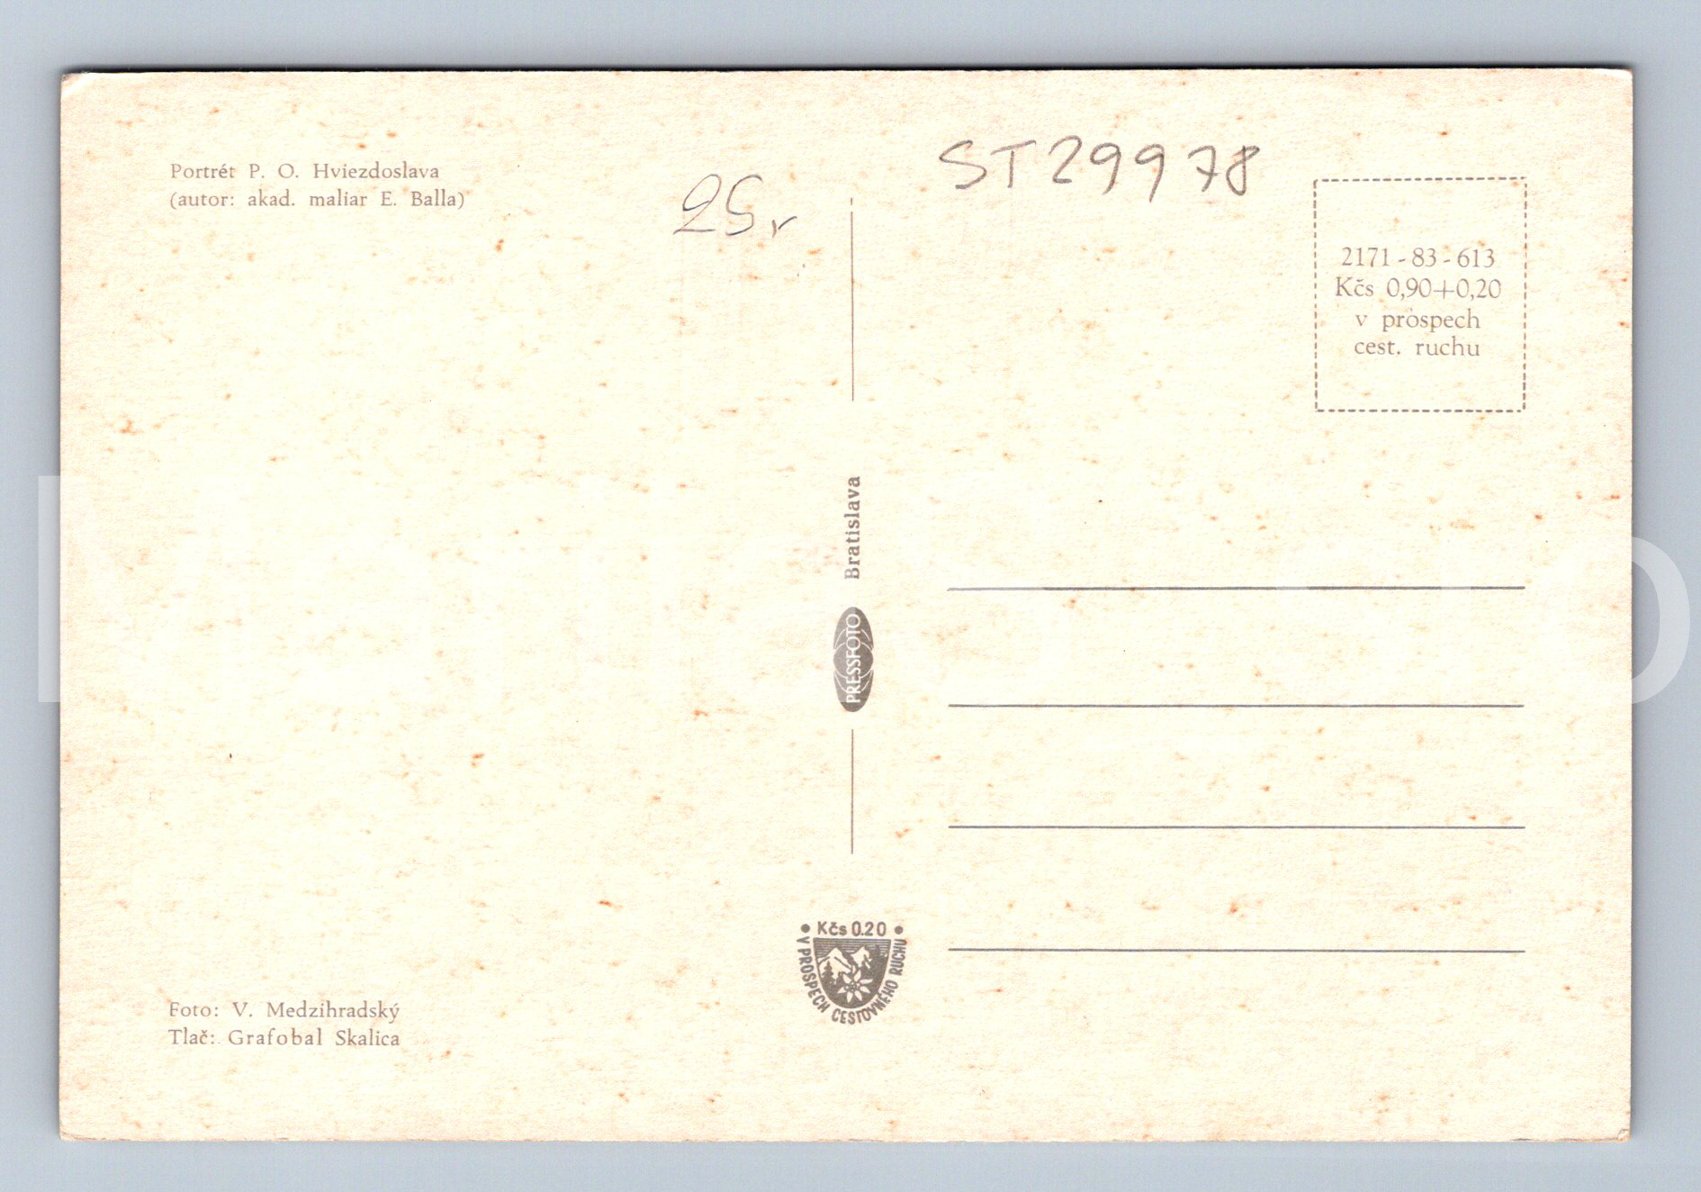 Portrét P. O. Hviezdoslava
(autor: akad. maliar E. Balla)
25,-
ST29978
2171-83-613
Kčs 0,90+0,20
v prospech
cest. ruchu
Bratislava
PRESSFOTO
Kčs 0.20
V PROSPECH CESTOVNÉHO RUCHU
Foto: V. Medzihradský
Tlač: Grafobal Skalica